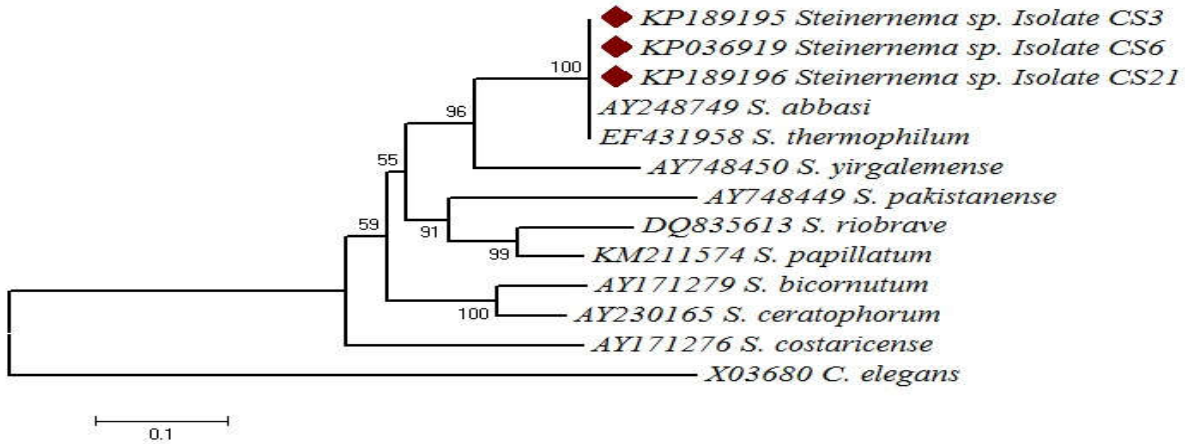 KP189195 Steinernema sp. Isolate CS3
KP036919 Steinernema sp. Isolate CS6
100
KP189196 Steinernema sp. Isolate CS21
AY248749 S. abbasi
96
EF431958 S. thermophilum
55
AY748450 S. yirgalemense
AY748449 S. pakistanense
59
91
DQ835613 S. riobrave
99
KM211574 S. papillatum
AY171279 S. bicornutum
100
AY230165 S. ceratophorum
AY171276 S. costaricense
X03680 C. elegans
0.1